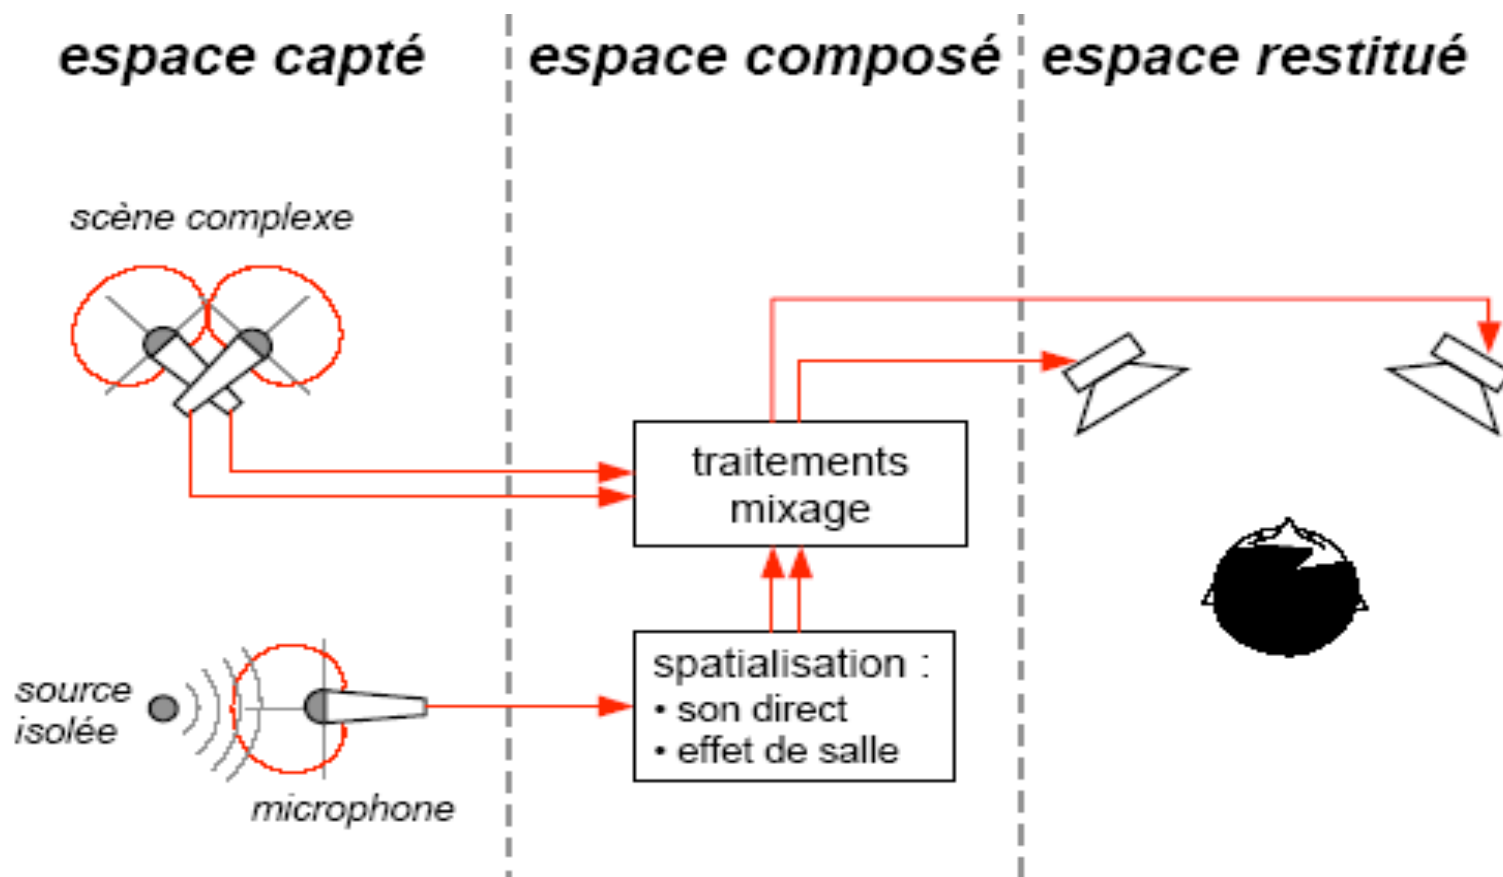 espace capté
espace composé
espace restitué
scène complexe
traitements
mixage
source
isolée
microphone
spatialisation :
• son direct
• effet de salle